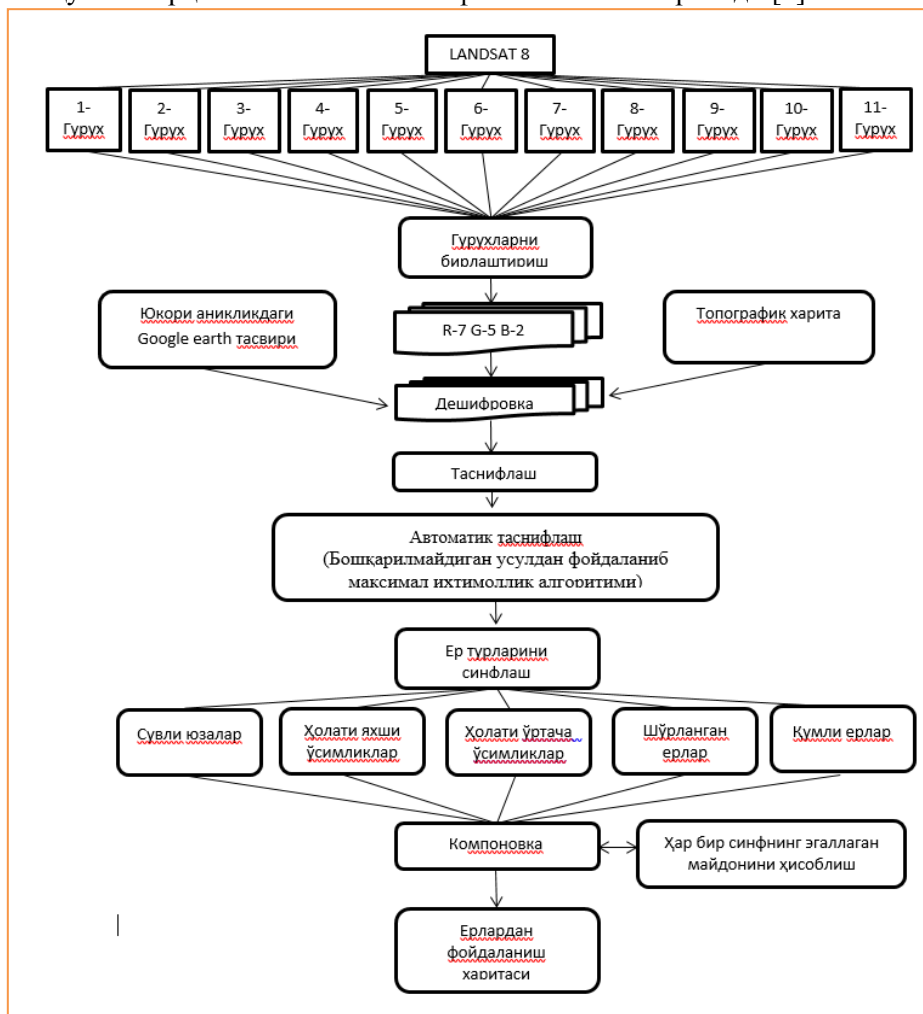 LANDSAT 8
1-
Гурух
2-
Гурух
3-
Гурух
4-
Гурух
5-
Гурух
6-
Гурух
7-
Гурух
8-
Гурух
9-
Гурух
10-
Гурух
11-
Гурух
Гурухларни
бирлаштириш
Юкори аникликдаги
Google earth тасвири
R-7 G-5 B-2
Топографик харита
Дешифровка
Таснифлаш
Автоматик таснифлаш
(Бошқарилмайдиган усулдан фойдаланиб
максимал ихтимоллик алгоритими)
Ер турларини
синфлаш
Сувли юзалар
Ҳолати яхши
ўсимликлар
Ҳолати ўртача
ўсимликлар
Шўрланган
ерлар
Қумли ерлар
Компоновка
Ҳар бир синфнинг эгаллаган
майдонини ҳисоблиш
Ерлардан
фойдаланиш
харитаси